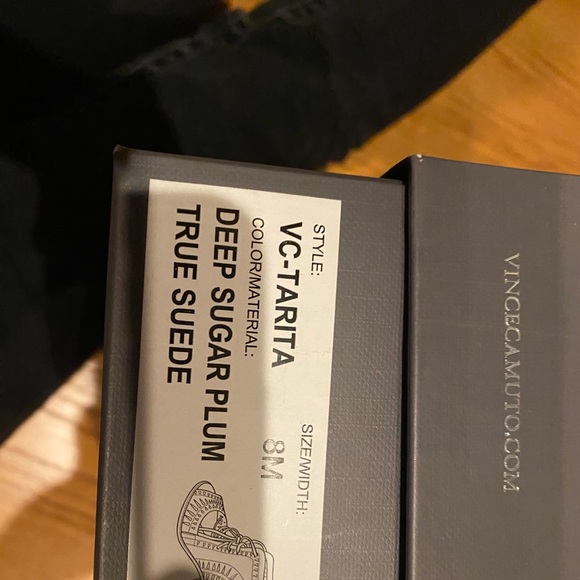 STYLE:
VC-TARITA
SIZE/WIDTH:
8M
COLOR/MATERIAL:
DEEP SUGAR PLUM
TRUE SUEDE
VINCECAMUTO.COM